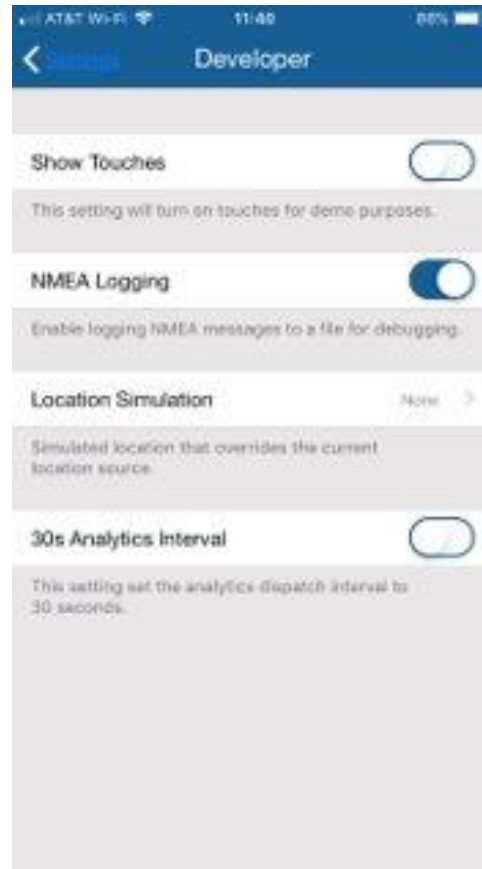 AT&T Wi-Fi 11:40
Settings Developer
Show Touches
This setting will turn on touches for demo purposes.
NMEA Logging
Enable logging NMEA messages to a file for debugging.
Location Simulation None
Simulated location that overrides the current
location source.
30s Analytics Interval
This setting set the analytics dispatch interval to
30 seconds.